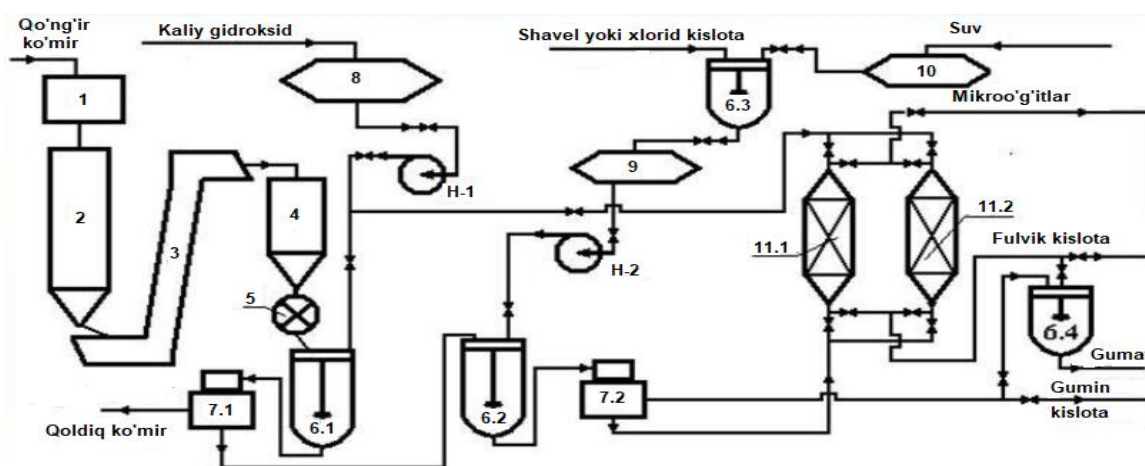 Qo'ng'ir
ko'mir
Kaliy gidroksid
Shavel yoki xlorid kislota
Suv
1
8
6.3
10
Mikroo'g'itlar
2
3
4
H-1
9
11.1
11.2
5
H-2
Fulvik kislota
6.4
Guma
7.1
6.1
6.2
7.2
Gumin
kislota
Qoldiq ko'mir